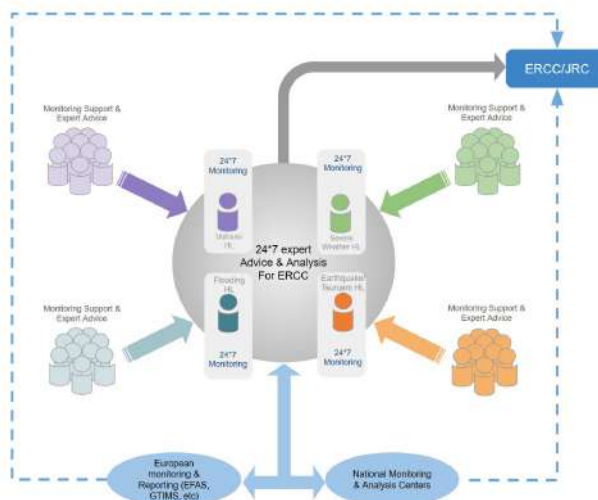 ERCC/JRC
Monitoring Support &
Expert Advice
Monitoring Support &
Expert Advice
24*7
Monitoring
24*7
Monitoring
Volcanic
HL
Severe
Weather HL
24*7 expert
Advice & Analysis
For ERCC
Flooding
HL
Earthquake/
Tsunami HL
Monitoring Support &
Expert Advice
Monitoring Support &
Expert Advice
24*7
Monitoring
24*7
Monitoring
European
monitoring &
Reporting (EFAS,
GTIMS, etc)
National Monitoring
& Analysis Centers